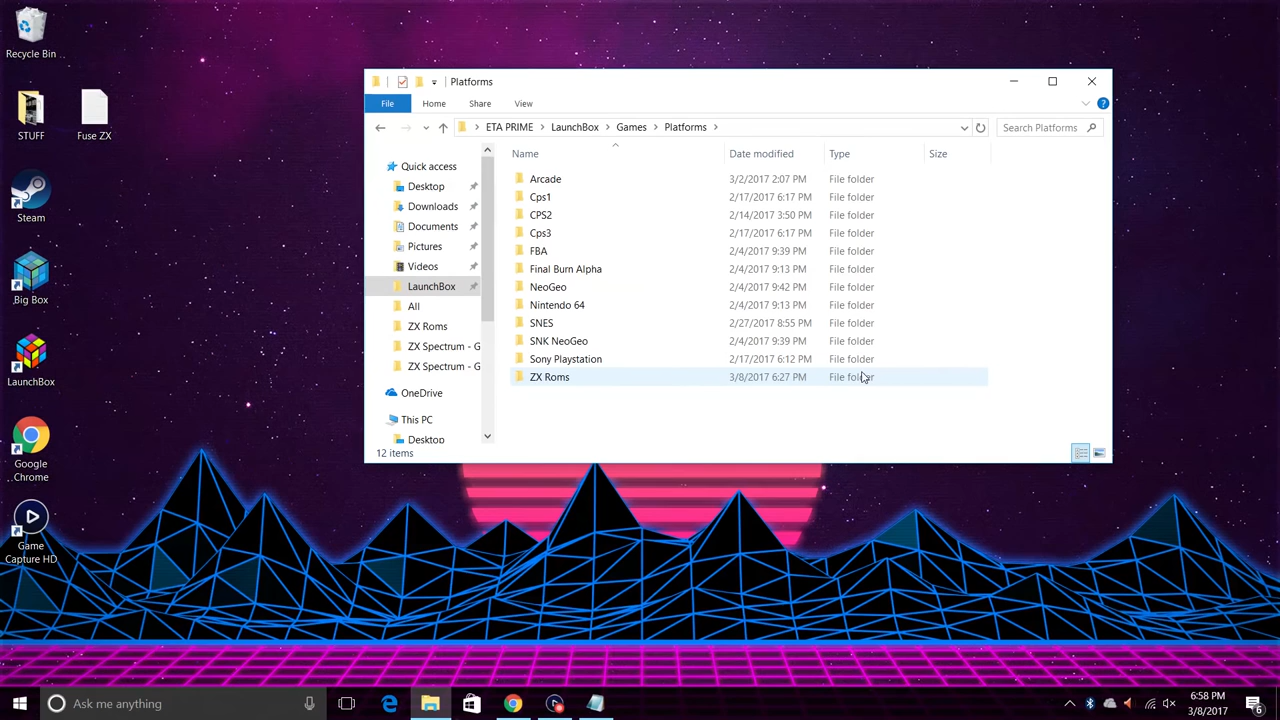 Recycle Bin
STUFF
Fuse ZX
Steam
Big Box
LaunchBox
Google
Chrome
Game
Capture HD
Platforms
File Home Share View
ETA PRIME > LaunchBox > Games > Platforms >
Search Platforms
Name Date modified Type Size
Quick access
Desktop
Downloads
Documents
Pictures
Videos
LaunchBox
All
ZX Roms
ZX Spectrum - G
ZX Spectrum - G
OneDrive
This PC
Desktop
Arcade 3/2/2017 2:07 PM File folder
Cps1 2/17/2017 6:17 PM File folder
CPS2 2/14/2017 3:50 PM File folder
Cps3 2/17/2017 6:17 PM File folder
FBA 2/4/2017 9:39 PM File folder
Final Burn Alpha 2/4/2017 9:13 PM File folder
NeoGeo 2/4/2017 9:42 PM File folder
Nintendo 64 2/4/2017 9:13 PM File folder
SNES 2/27/2017 8:55 PM File folder
SNK NeoGeo 2/4/2017 9:39 PM File folder
Sony Playstation 2/17/2017 6:12 PM File folder
ZX Roms 3/8/2017 6:27 PM File folder
12 items
Ask me anything
6:58 PM
3/8/2017
6